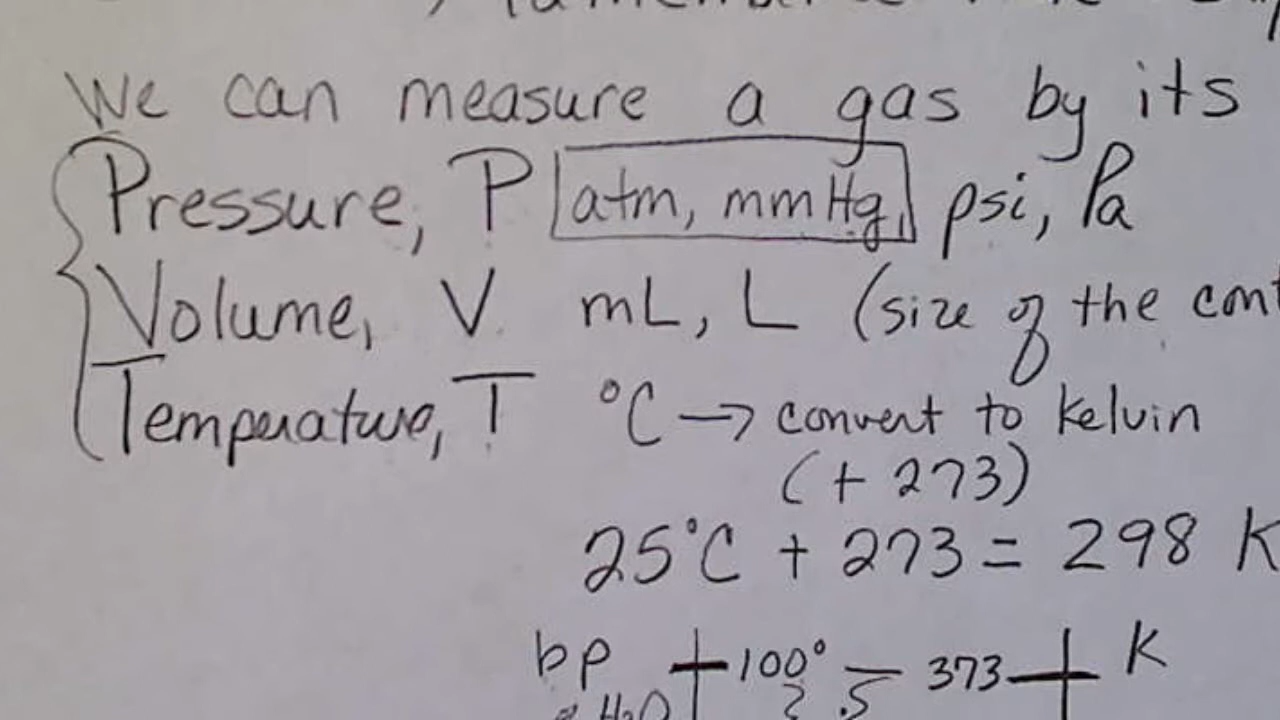 We can measure a gas by its
Pressure, P atm, mmHg, psi, Pa
Volume, V mL, L (size of the
Temperature, T °C → convert to Kelvin
(+ 273)
25°C + 273 = 298 K
bp 100° 373 K
H₂O